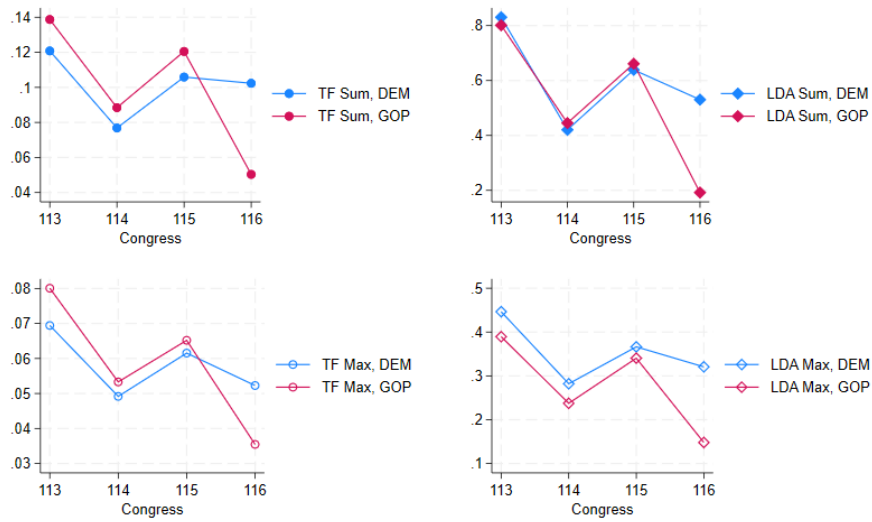 .14
.12
.1
.08
.06
.04
113 114 115 116
Congress
TF Sum, DEM
TF Sum, GOP
.8
.6
.4
.2
113 114 115 116
Congress
LDA Sum, DEM
LDA Sum, GOP
.08
.07
.06
.05
.04
.03
113 114 115 116
Congress
TF Max, DEM
TF Max, GOP
.5
.4
.3
.2
.1
113 114 115 116
Congress
LDA Max, DEM
LDA Max, GOP